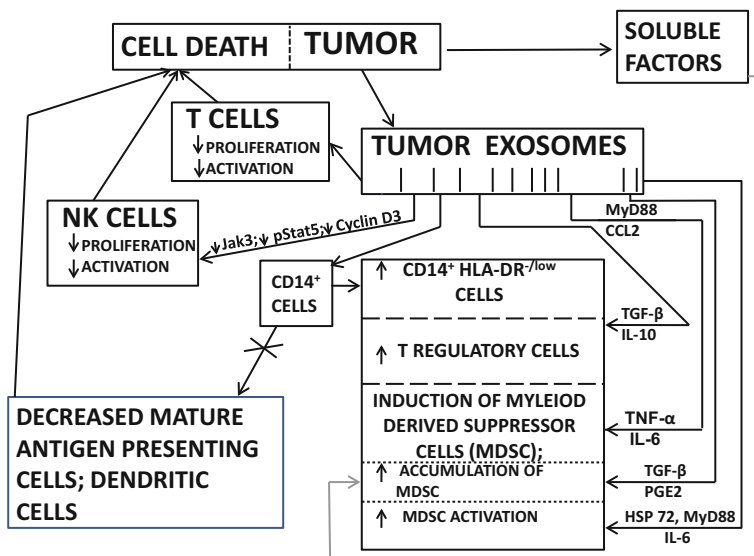 CELL DEATH TUMOR
SOLUBLE
FACTORS
T CELLS
↓PROLIFERATION
↓ACTIVATION
TUMOR EXOSOMES
NK CELLS
↓PROLIFERATION
↓ACTIVATION
↓Jak3;↓ pStat5;↓ Cyclin D3
MyD88
CCL2
CD14+
CELLS
↑ CD14+ HLA-DR-/low
CELLS
TGF-β
IL-10
↑ T REGULATORY CELLS
DECREASED MATURE
ANTIGEN PRESENTING
CELLS; DENDRITIC
CELLS
INDUCTION OF MYLEIOD
DERIVED SUPPRESSOR
CELLS (MDSC);
TNF-α
IL-6
↑ ACCUMULATION OF
MDSC
TGF-β
PGE2
↑ MDSC ACTIVATION
HSP 72, MyD88
IL-6